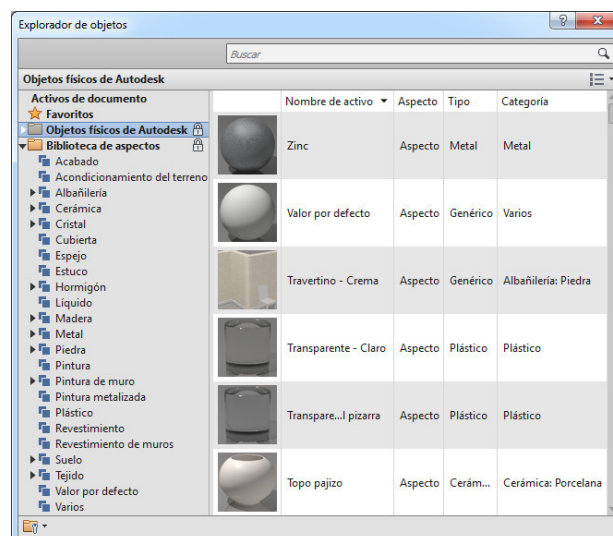 Explorador de objetos
Buscar
Objetos físicos de Autodesk
Activos de documento
Favoritos
Objetos físicos de Autodesk
Biblioteca de aspectos
Acabado
Acondicionamiento del terreno
Albañilería
Cerámica
Cristal
Cubierta
Espejo
Estuco
Hormigón
Líquido
Madera
Metal
Piedra
Pintura
Pintura de muro
Pintura metalizada
Plástico
Revestimiento
Revestimiento de muros
Suelo
Tejido
Valor por defecto
Varios
Nombre de activo Aspecto Tipo Categoría
Zinc Aspecto Metal Metal
Valor por defecto Aspecto Genérico Varios
Travertino - Crema Aspecto Genérico Albañilería: Piedra
Transparente - Claro Aspecto Plástico Plástico
Transpare...l pizarra Aspecto Plástico Plástico
Topo pajizo Aspecto Cerám... Cerámica: Porcelana